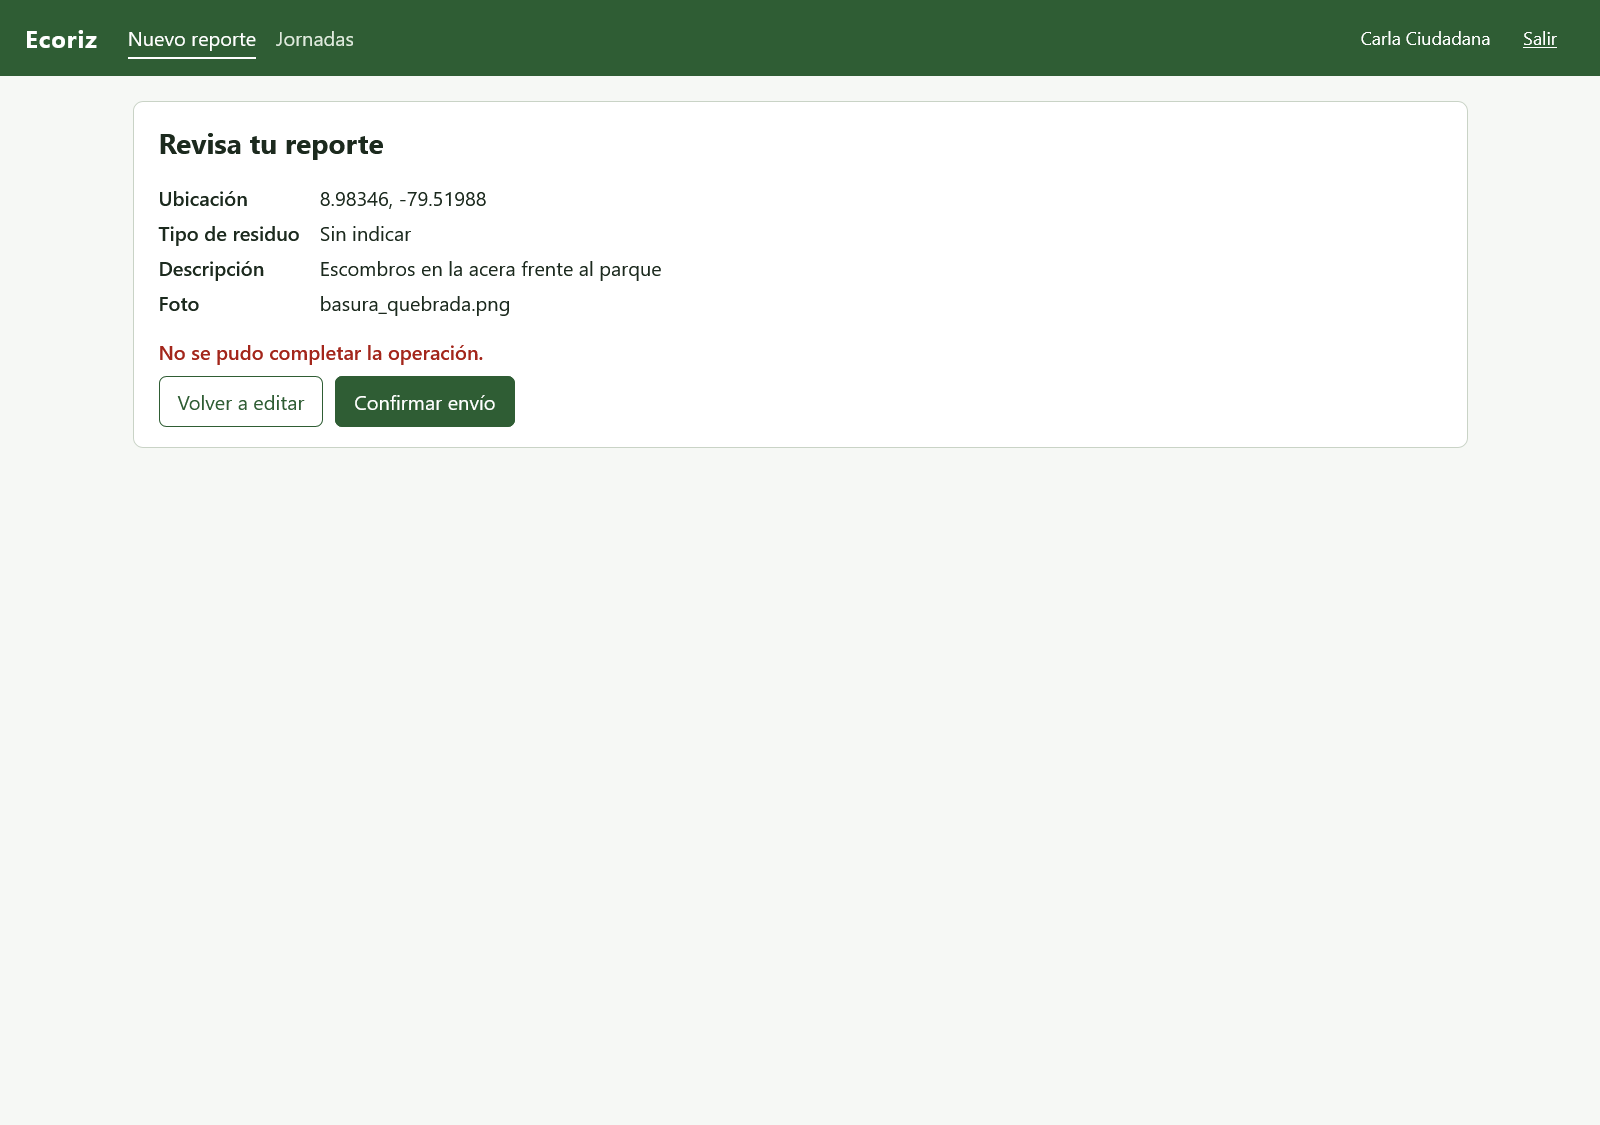 Ecoriz Nuevo reporte Jornadas Carla Ciudadana Salir
Revisa tu reporte
Ubicación 8.98346, -79.51988
Tipo de residuo Sin indicar
Descripción Escombros en la acera frente al parque
Foto basura_quebrada.png
No se pudo completar la operación.
Volver a editar Confirmar envío